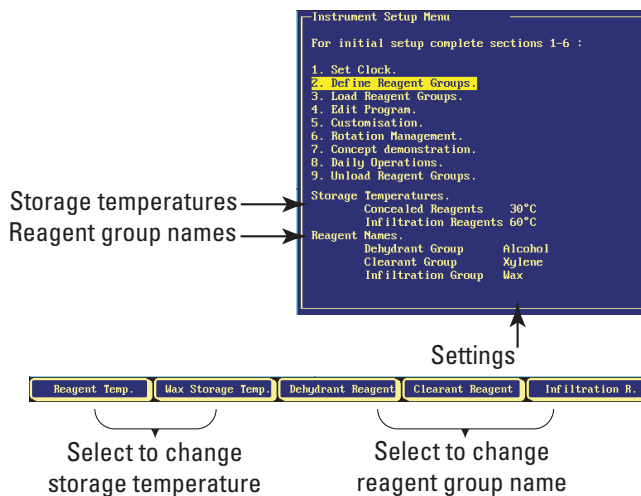 Instrument Setup Menu
For initial setup complete sections 1-6 :
1. Set Clock.
2. Define Reagent Groups.
3. Load Reagent Groups.
4. Edit Program.
5. Customisation.
6. Rotation Management.
7. Concept demonstration.
8. Daily Operations.
9. Unload Reagent Groups.
Storage Temperatures.
Concealed Reagents 30°C
Infiltration Reagents 60°C
Reagent Names.
Dehydrant Group Alcohol
Clearant Group Xylene
Infiltration Group Wax
Storage temperatures
Reagent group names
Settings
Reagent Temp. Wax Storage Temp. Dehydrant Reagent Clearant Reagent Infiltration R.
Select to change
storage temperature
Select to change
reagent group name